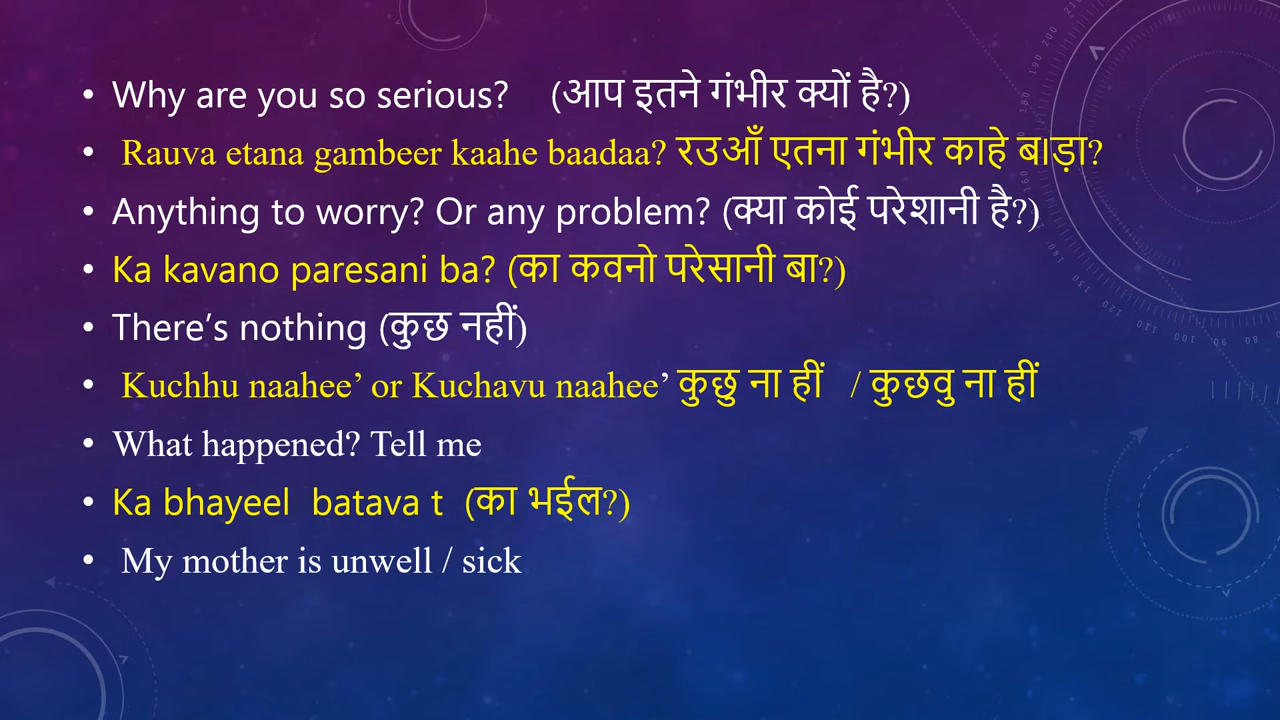 • Why are you so serious? (आप इतने गंभीर क्यों है?)
• Rauva etana gambeer kaahe baadaa? रउआँ एतना गंभीर काहे बाड़ा?
• Anything to worry? Or any problem? (क्या कोई परेशानी है?)
• Ka kavano paresani ba? (का कवनो परेसानी बा?)
• There’s nothing (कुछ नहीं)
• Kuchhu naahee’ or Kuchavu naahee’ कुछु ना हीं / कुछवु ना हीं
• What happened? Tell me
• Ka bhayeel batava t (का भईल?)
• My mother is unwell / sick